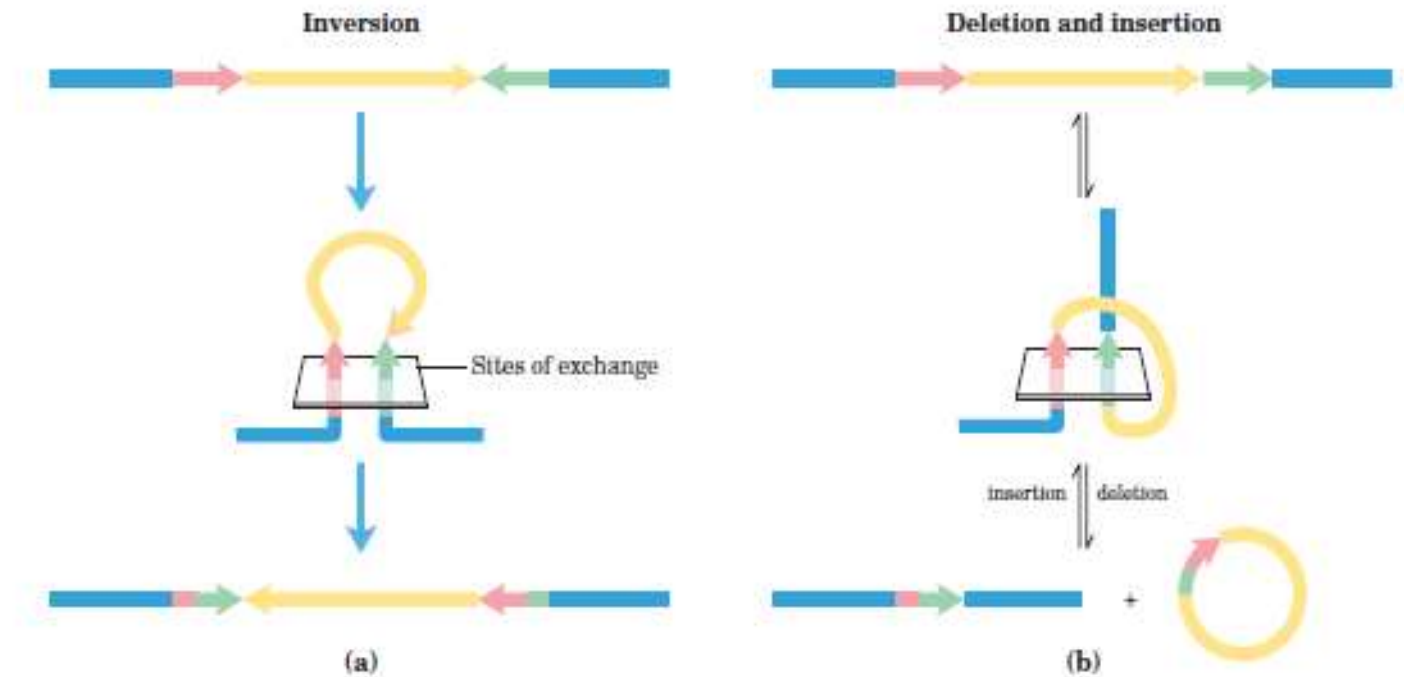 Inversion
Deletion and insertion
Sites of exchange
insertion
deletion
+
(a)
(b)